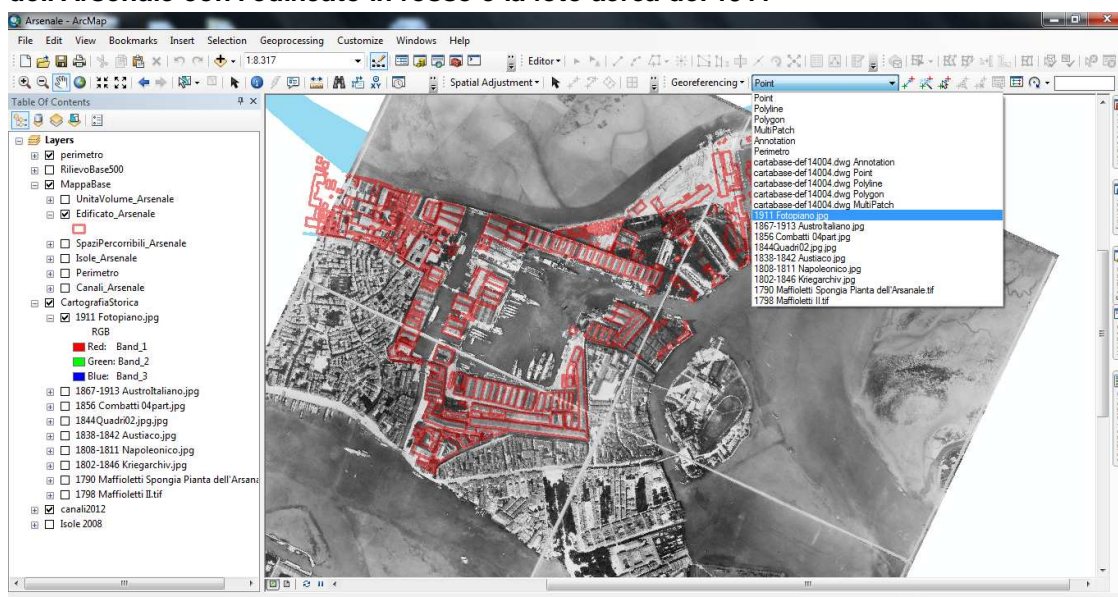 dell'Arsenale con l'edificato in rosso e la foto aerea del 1911
Arsenale - ArcMap
File Edit View Bookmarks Insert Selection Geoprocessing Customize Windows Help
1:8.317 Editor
Spatial Adjustment Georeferencing Point
Table Of Contents
Layers
perimetro
RilievoBase500
MappaBase
UnitaVolume_Arsenale
Edificato_Arsenale
SpaziPercorribili_Arsenale
Isole_Arsenale
Perimetro
Canali_Arsenale
CartografiaStorica
1911 Fotopiano.jpg
RGB
Red: Band_1
Green: Band_2
Blue: Band_3
1867-1913 AustroItaliano.jpg
1856 Combatti 04part.jpg
1844Quadri02.jpg.jpg
1838-1842 Austiaco.jpg
1808-1811 Napoleonico.jpg
1802-1846 Kriegarchiv.jpg
1790 Maffioletti Spongia Pianta dell'Arsana
1798 Maffioletti II.tif
canali2012
Isole 2008
Point
Polyline
Polygon
MultiPatch
Annotation
Perimetro
cartabase-def14004.dwg Annotation
cartabase-def14004.dwg Point
cartabase-def14004.dwg Polyline
cartabase-def14004.dwg Polygon
cartabase-def14004.dwg MultiPatch
1911 Fotopiano.jpg
1867-1913 AustroItaliano.jpg
1856 Combatti 04part.jpg
1844Quadri02.jpg.jpg
1838-1842 Austiaco.jpg
1808-1811 Napoleonico.jpg
1802-1846 Kriegarchiv.jpg
1790 Maffioletti Spongia Pianta dell'Arsanale.tif
1798 Maffioletti II.tif